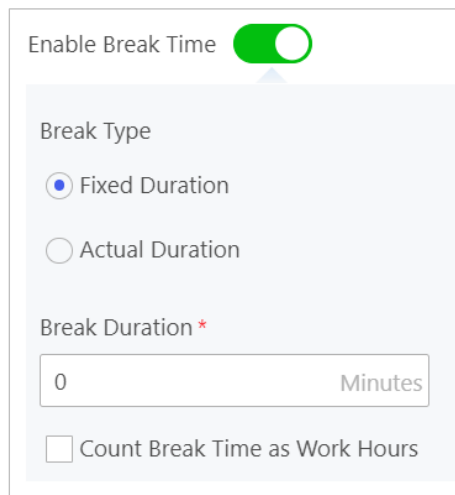 Enable Break Time
Break Type
Fixed Duration
Actual Duration
Break Duration *
0 Minutes
Count Break Time as Work Hours